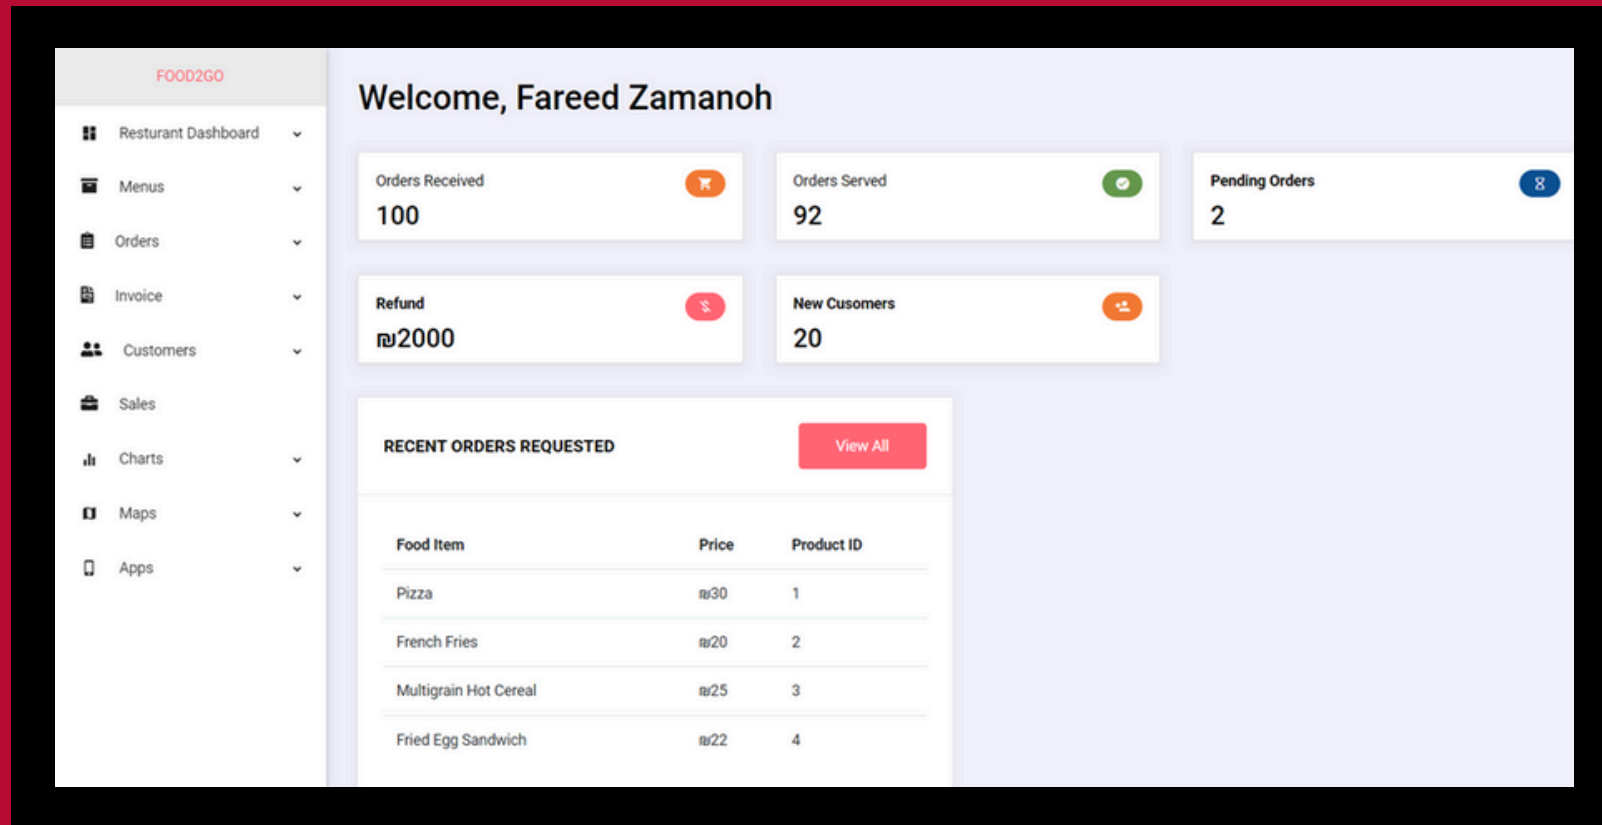 FOOD2GO
Resturant Dashboard
Menus
Orders
Invoice
Customers
Sales
Charts
Maps
Apps
Welcome, Fareed Zamanoh
Orders Received
100
Orders Served
92
Pending Orders
2
Refund
₪2000
New Cusomers
20
RECENT ORDERS REQUESTED View All
Food Item Price Product ID
Pizza ₪30 1
French Fries ₪20 2
Multigrain Hot Cereal ₪25 3
Fried Egg Sandwich ₪22 4